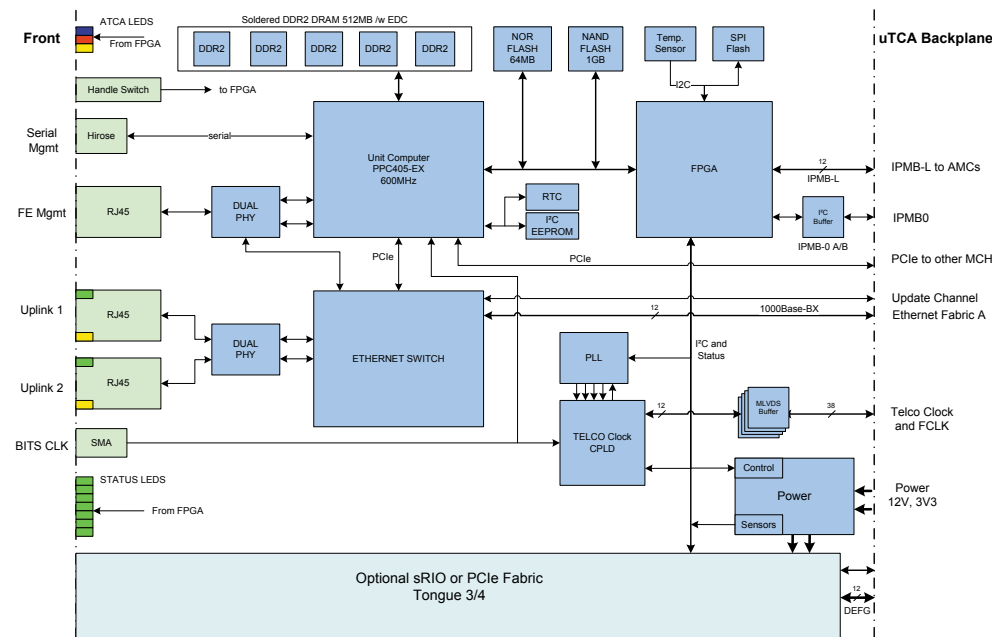 Front
ATCA LEDS
From FPGA
Soldered DDR2 DRAM 512MB /w EDC
DDR2
DDR2
DDR2
DDR2
DDR2
NOR
FLASH
64MB
NAND
FLASH
1GB
Temp.
Sensor
SPI
Flash
uTCA Backplane
I2C
Handle Switch
to FPGA
Serial
Mgmt
Hirose
serial
Unit Computer
PPC405-EX
600MHz
FPGA
12
IPMB-L
IPMB-L to AMCs
FE Mgmt
RJ45
DUAL
PHY
RTC
I²C
EEPROM
I²C
Buffer
IPMB-0 A/B
IPMB0
PCIe
PCIe
PCIe to other MCH
Uplink 1
RJ45
Update Channel
12
1000Base-BX
Ethernet Fabric A
DUAL
PHY
ETHERNET SWITCH
PLL
I²C and
Status
Uplink 2
RJ45
12
MLVDS
Buffer
38
Telco Clock
and FCLK
BITS CLK
SMA
TELCO Clock
CPLD
STATUS LEDS
From FPGA
Control
Power
Sensors
Power
12V, 3V3
Optional sRIO or PCIe Fabric
Tongue 3/4
12
DEFG